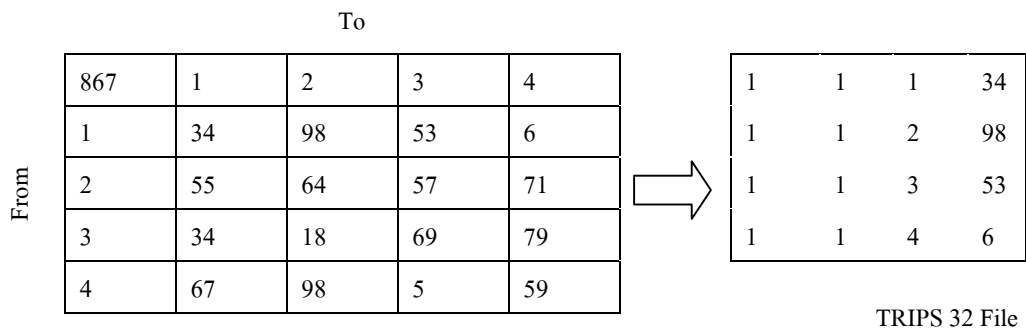 To
From
867 1 2 3 4
1 34 98 53 6
2 55 64 57 71
3 34 18 69 79
4 67 98 5 59
1 1 1 34
1 1 2 98
1 1 3 53
1 1 4 6
TRIPS 32 File